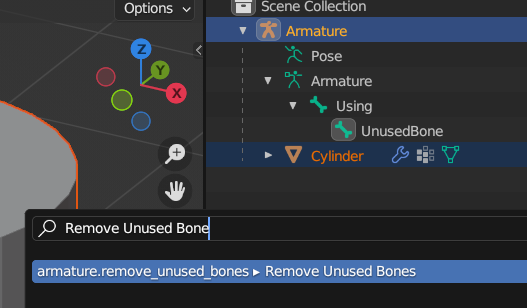 Options
Scene Collection
Armature
Pose
Armature
Using
UnusedBone
Cylinder
Z
Y
X
Remove Unused Bone
armature.remove_unused_bones ▸ Remove Unused Bones